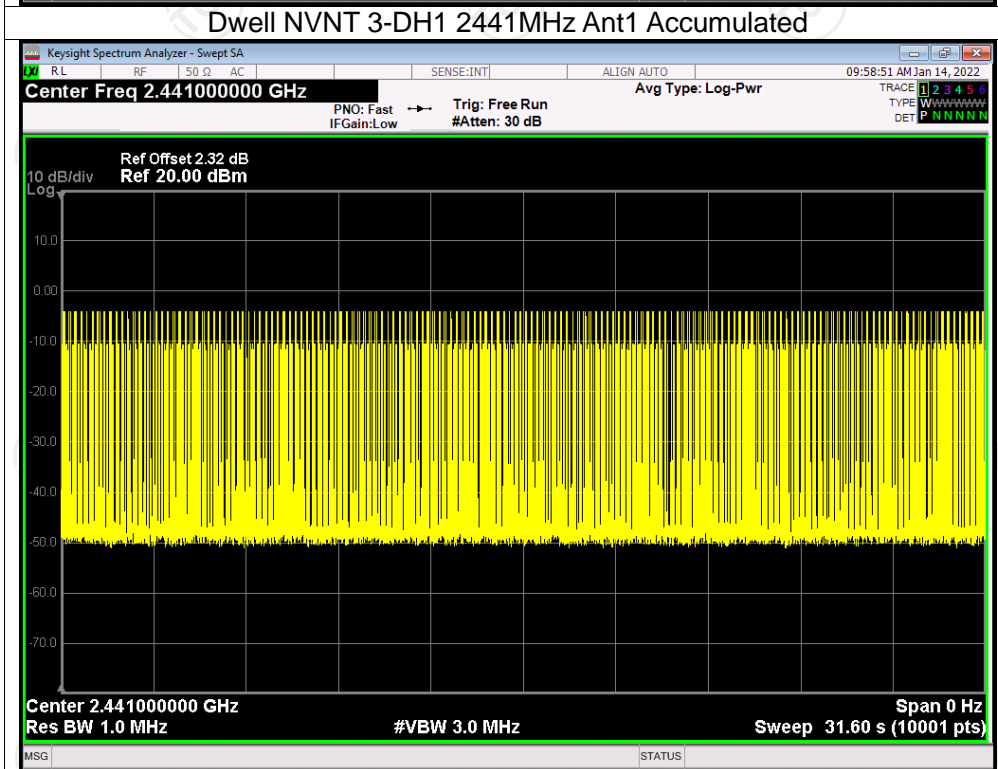 Dwell NVNT 3-DH1 2441MHz Ant1 Accumulated
Keysight Spectrum Analyzer - Swept SA
LXI RL RF 50 Ω AC SENSE:INT ALIGN AUTO 09:58:51 AM Jan 14, 2022
Center Freq 2.441000000 GHz Avg Type: Log-Pwr TRACE 1 2 3 4 5 6
PNO: Fast Trig: Free Run TYPE WWWWWWW
IFGain:Low #Atten: 30 dB DET P N N N N N
Ref Offset 2.32 dB
10 dB/div Ref 20.00 dBm
Log
10.0
0.00
-10.0
-20.0
-30.0
-40.0
-50.0
-60.0
-70.0
Center 2.441000000 GHz Span 0 Hz
Res BW 1.0 MHz #VBW 3.0 MHz Sweep 31.60 s (10001 pts)
MSG STATUS